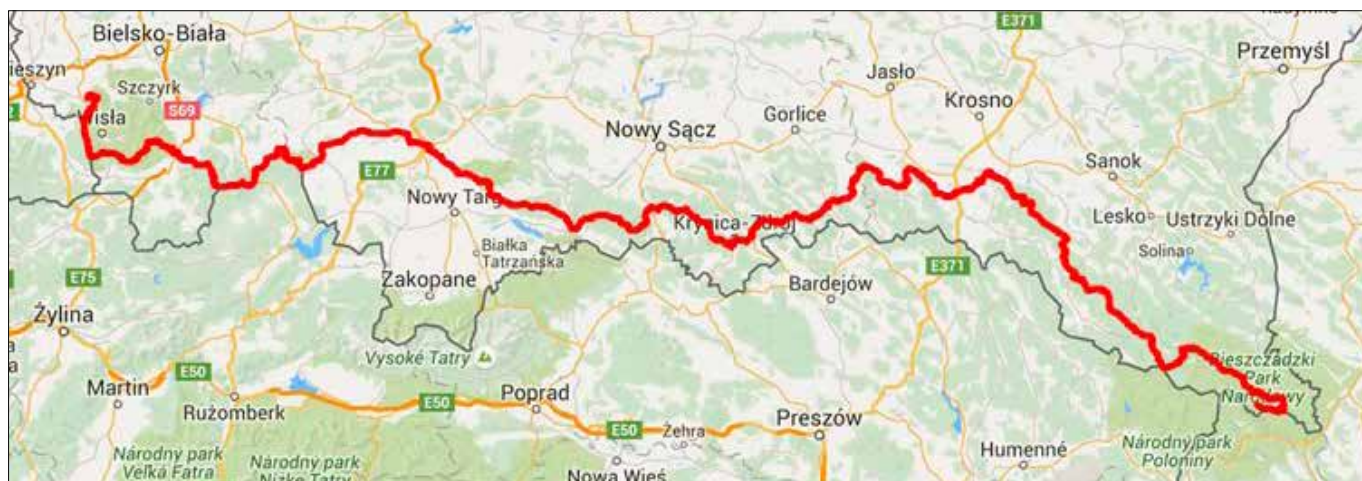 Bielsko-Biała
E371
Przemyśl
ieszyn
Szczyrk
Jasło
S69
Krosno
Wisła
Gorlice
Nowy Sącz
Sanok
E77
Nowy Targ
Krynica-Zdrój
Lesko
Ustrzyki Dolne
Białka
Tatrzańska
Solina
E75
Zakopane
E371
Bardejów
Żylina
Vysoké Tatry
Bieszczadzki
Park
Narodowy
E50
Martin
Rużomberk
E50
Poprad
E50
Preszów
Żehra
Humenné
Národný park
Poloniny
Národný park
Veľká Fatra
Národný park
Nízke Tatry
Nowa Wieś